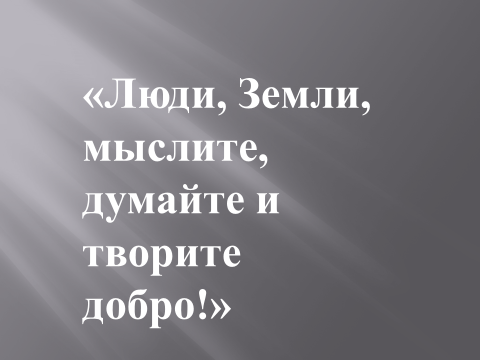 «Люди, Земли,
мыслите,
думайте и
творите
добро!»